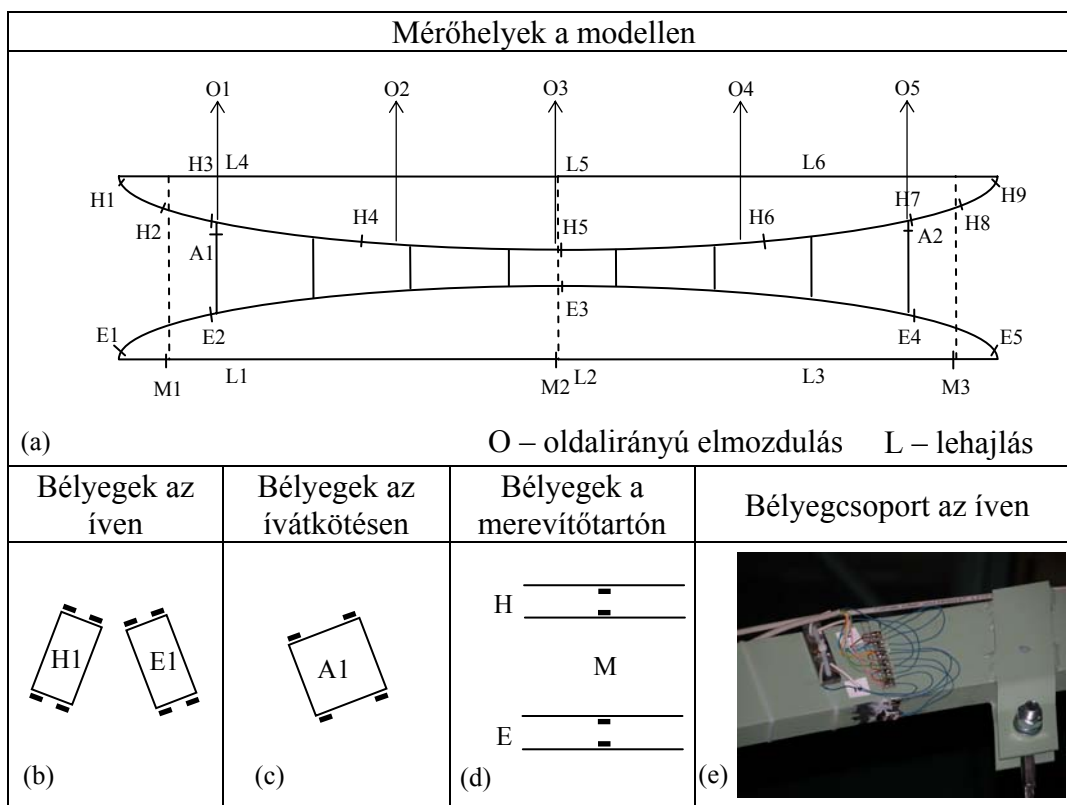 Mérőhelyek a modellen
O1 O2 O3 O4 O5
H3 L4 L5 L6
H1 H9
H2 H4 H5 H6 H7 H8
A1 A2
E1 E2 E3 E4 E5
M1 L1 M2 L2 L3 M3
(a) O – oldalirányú elmozdulás L – lehajlás
Bélyegek az íven
Bélyegek az ívátkötésen
Bélyegek a merevítőtartón
Bélyegcsoport az íven
H1 E1
(b)
A1
(c)
H
M
E
(d)
(e)